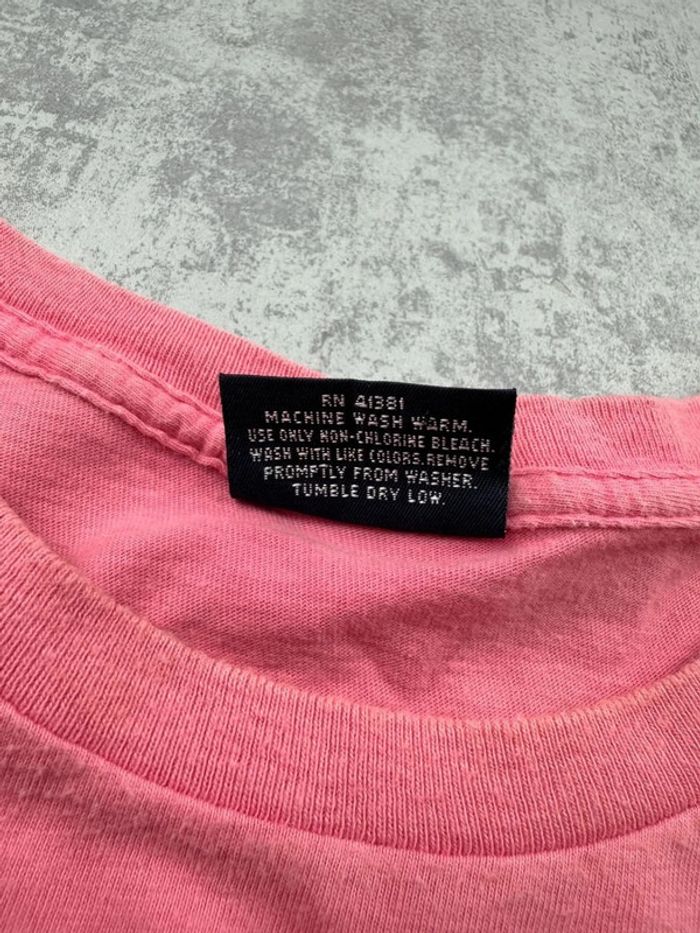 RN 41381
MACHINE WASH WARM.
USE ONLY NON-CHLORINE BLEACH.
WASH WITH LIKE COLORS. REMOVE
PROMPTLY FROM WASHER.
TUMBLE DRY LOW.